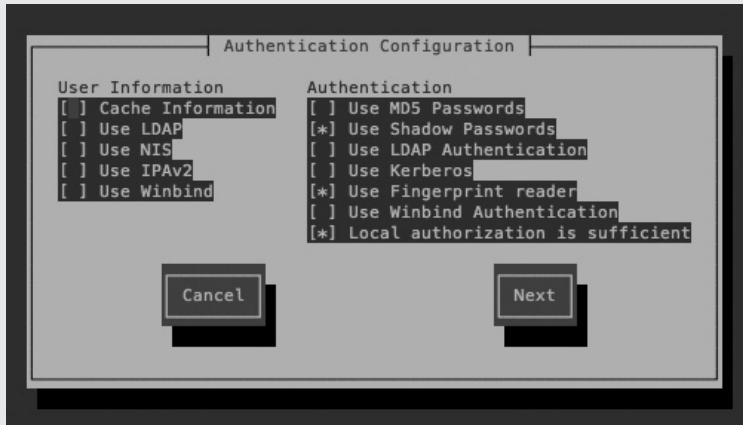 Authentication Configuration
User Information
[ ] Cache Information
[ ] Use LDAP
[ ] Use NIS
[ ] Use IPAv2
[ ] Use Winbind
Authentication
[ ] Use MD5 Passwords
[*] Use Shadow Passwords
[ ] Use LDAP Authentication
[ ] Use Kerberos
[*] Use Fingerprint reader
[ ] Use Winbind Authentication
[*] Local authorization is sufficient
Cancel
Next